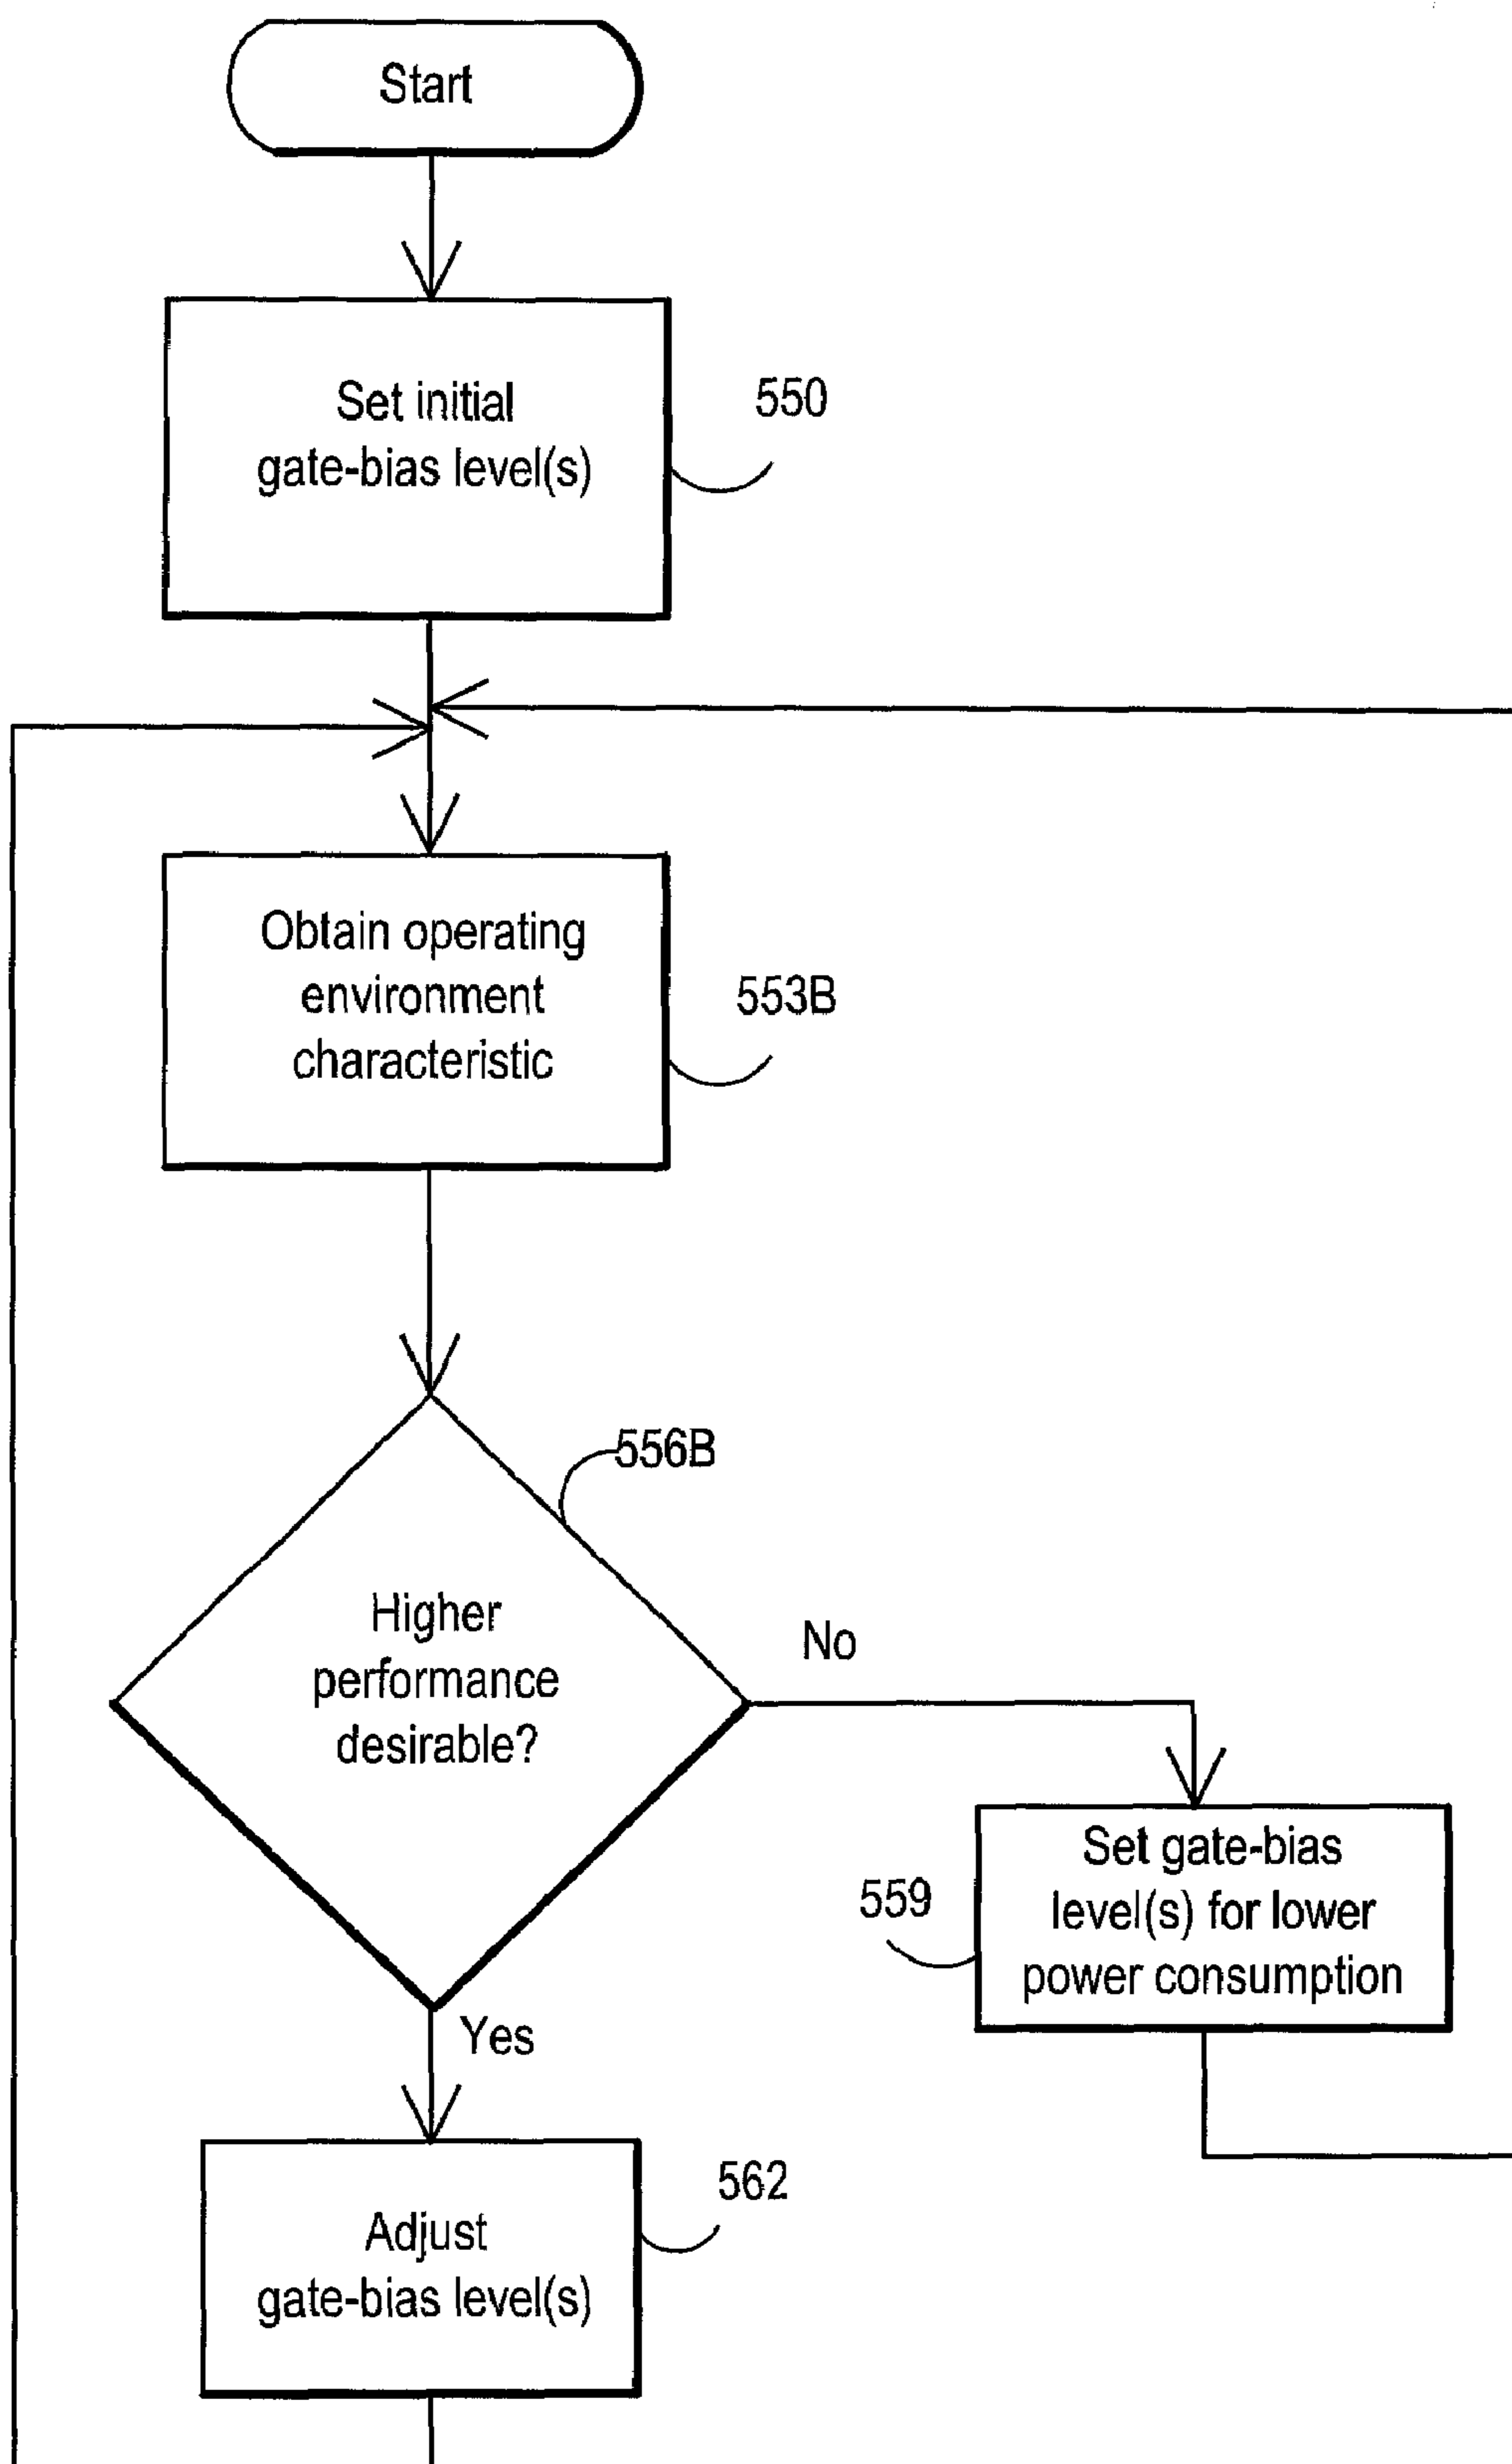 Start
Set initial
gate-bias level(s)
550
Obtain operating
environment
characteristic
553B
556B
Higher
performance
desirable?
No
Set gate-bias
level(s) for lower
power consumption
559
Yes
Adjust
gate-bias level(s)
562